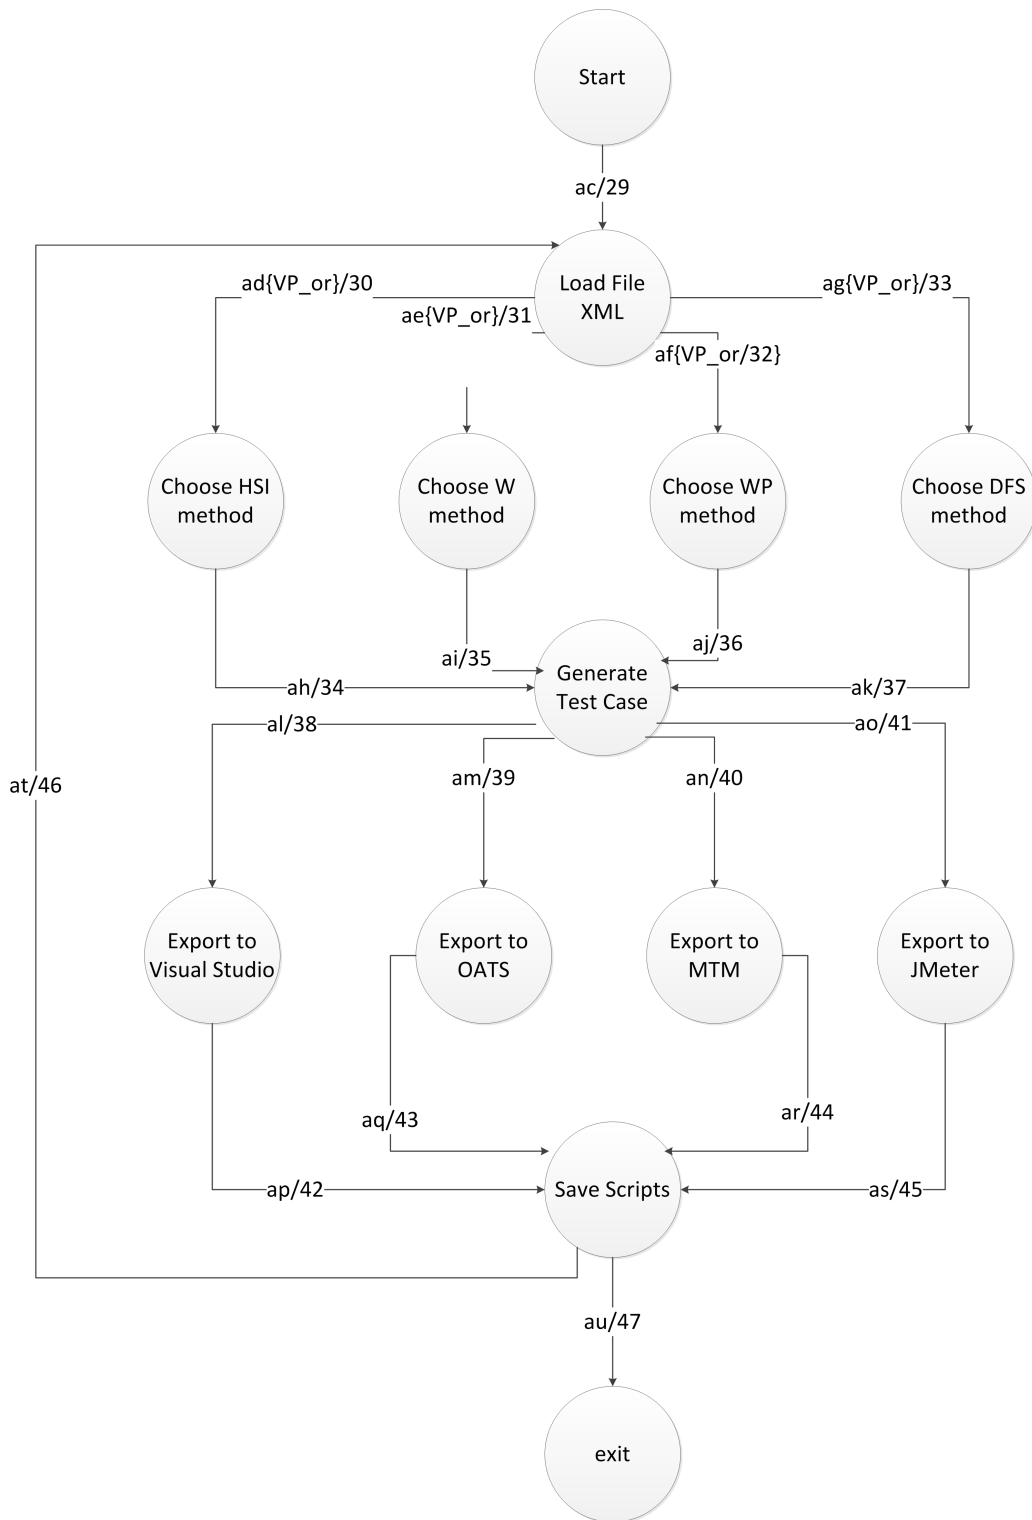 Start
ac/29
Load File
XML
ad{VP_or}/30
ag{VP_or}/33
ae{VP_or}/31
af{VP_or/32}
Choose HSI
method
Choose W
method
Choose WP
method
Choose DFS
method
ai/35
aj/36
Generate
Test Case
ah/34
ak/37
al/38
ao/41
at/46
am/39
an/40
Export to
Visual Studio
Export to
OATS
Export to
MTM
Export to
JMeter
aq/43
ar/44
ap/42
Save Scripts
as/45
au/47
exit